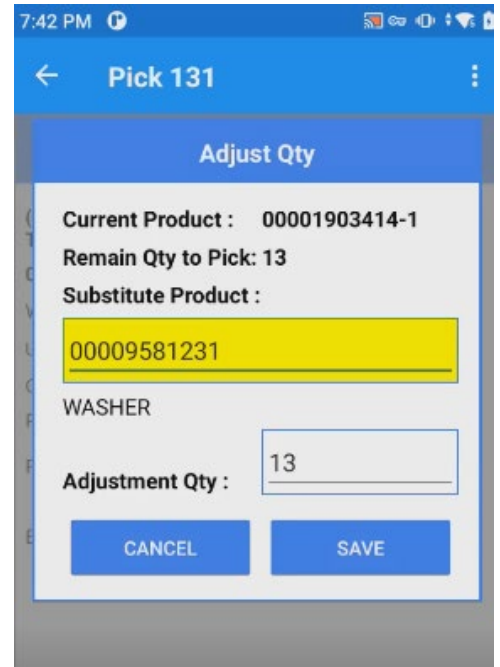 7:42 PM
← Pick 131
Adjust Qty
Current Product : 00001903414-1
Remain Qty to Pick: 13
Substitute Product :
00009581231
WASHER
Adjustment Qty : 13
CANCEL SAVE